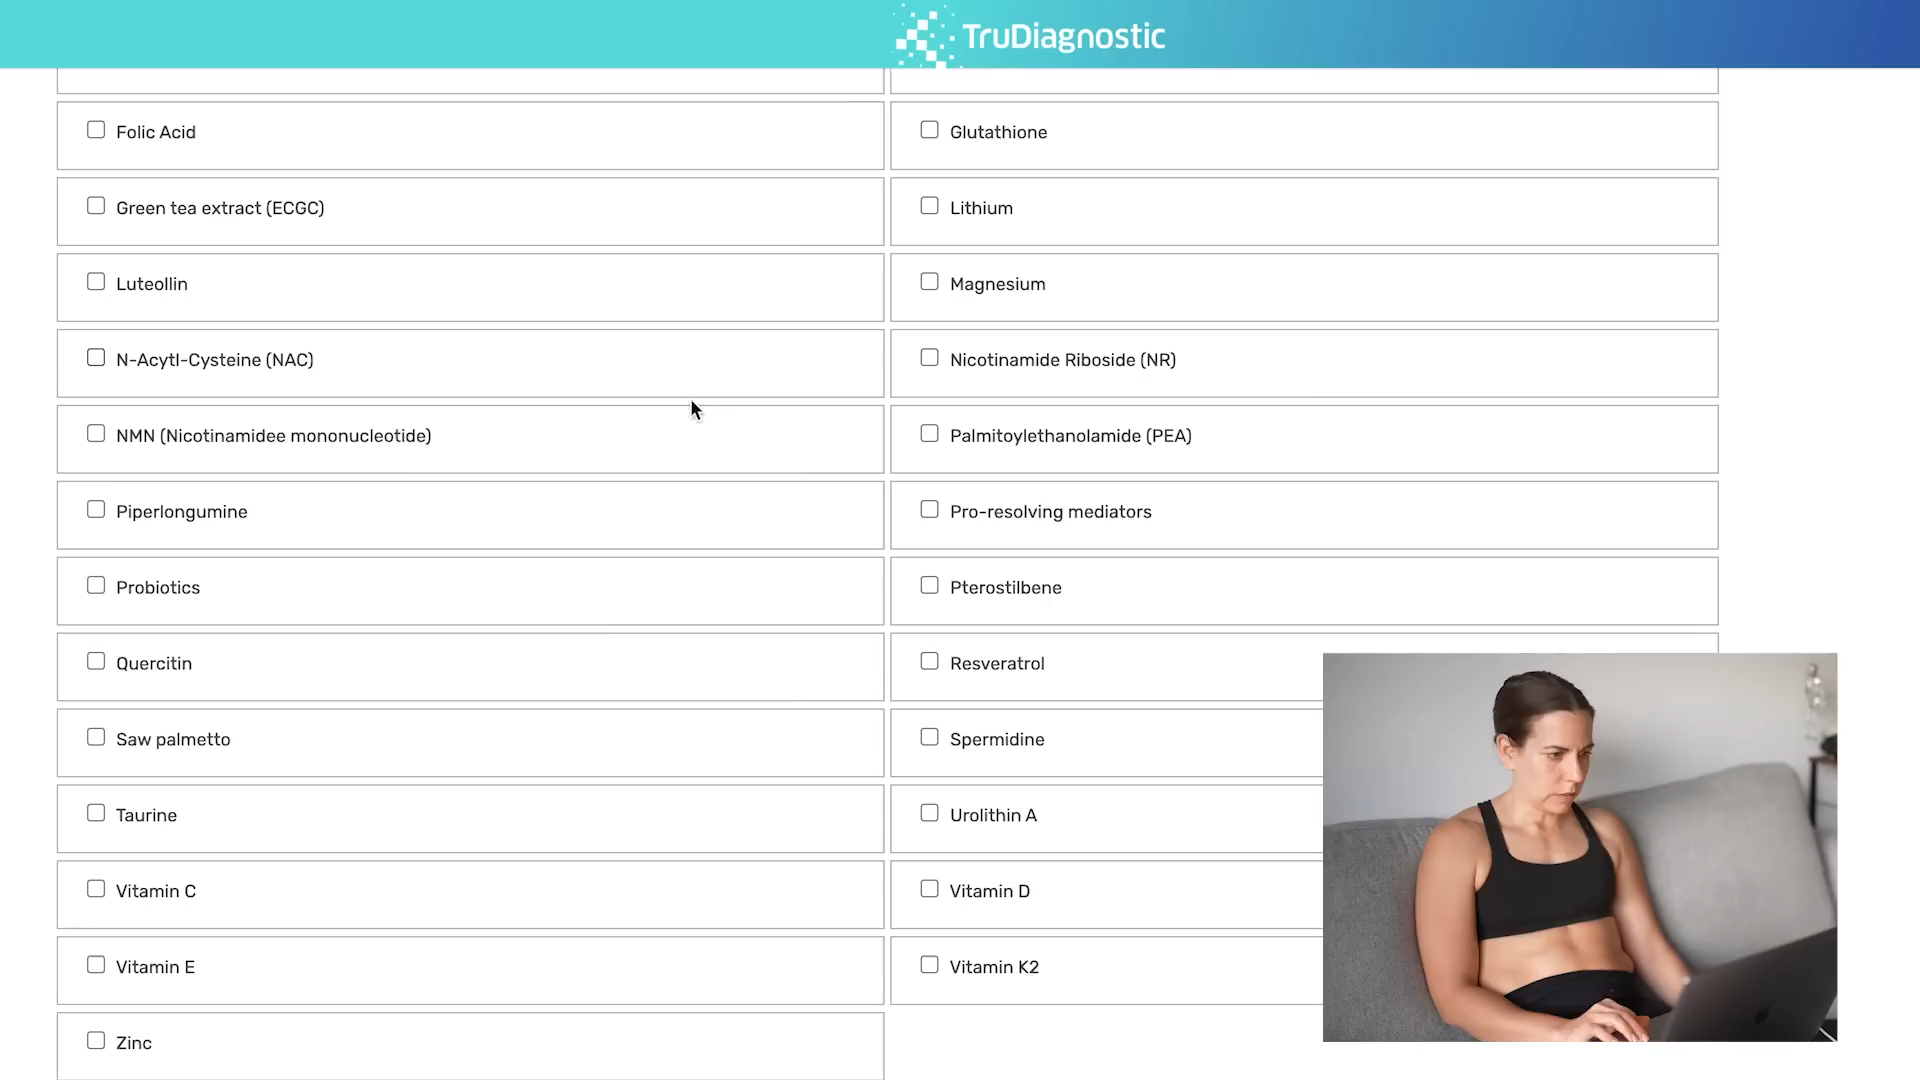 TruDiagnostic
Folic Acid
Glutathione
Green tea extract (ECGC)
Lithium
Luteollin
Magnesium
N-Acytl-Cysteine (NAC)
Nicotinamide Riboside (NR)
NMN (Nicotinamidee mononucleotide)
Palmitoylethanolamide (PEA)
Piperlongumine
Pro-resolving mediators
Probiotics
Pterostilbene
Quercitin
Resveratrol
Saw palmetto
Spermidine
Taurine
Urolithin A
Vitamin C
Vitamin D
Vitamin E
Vitamin K2
Zinc